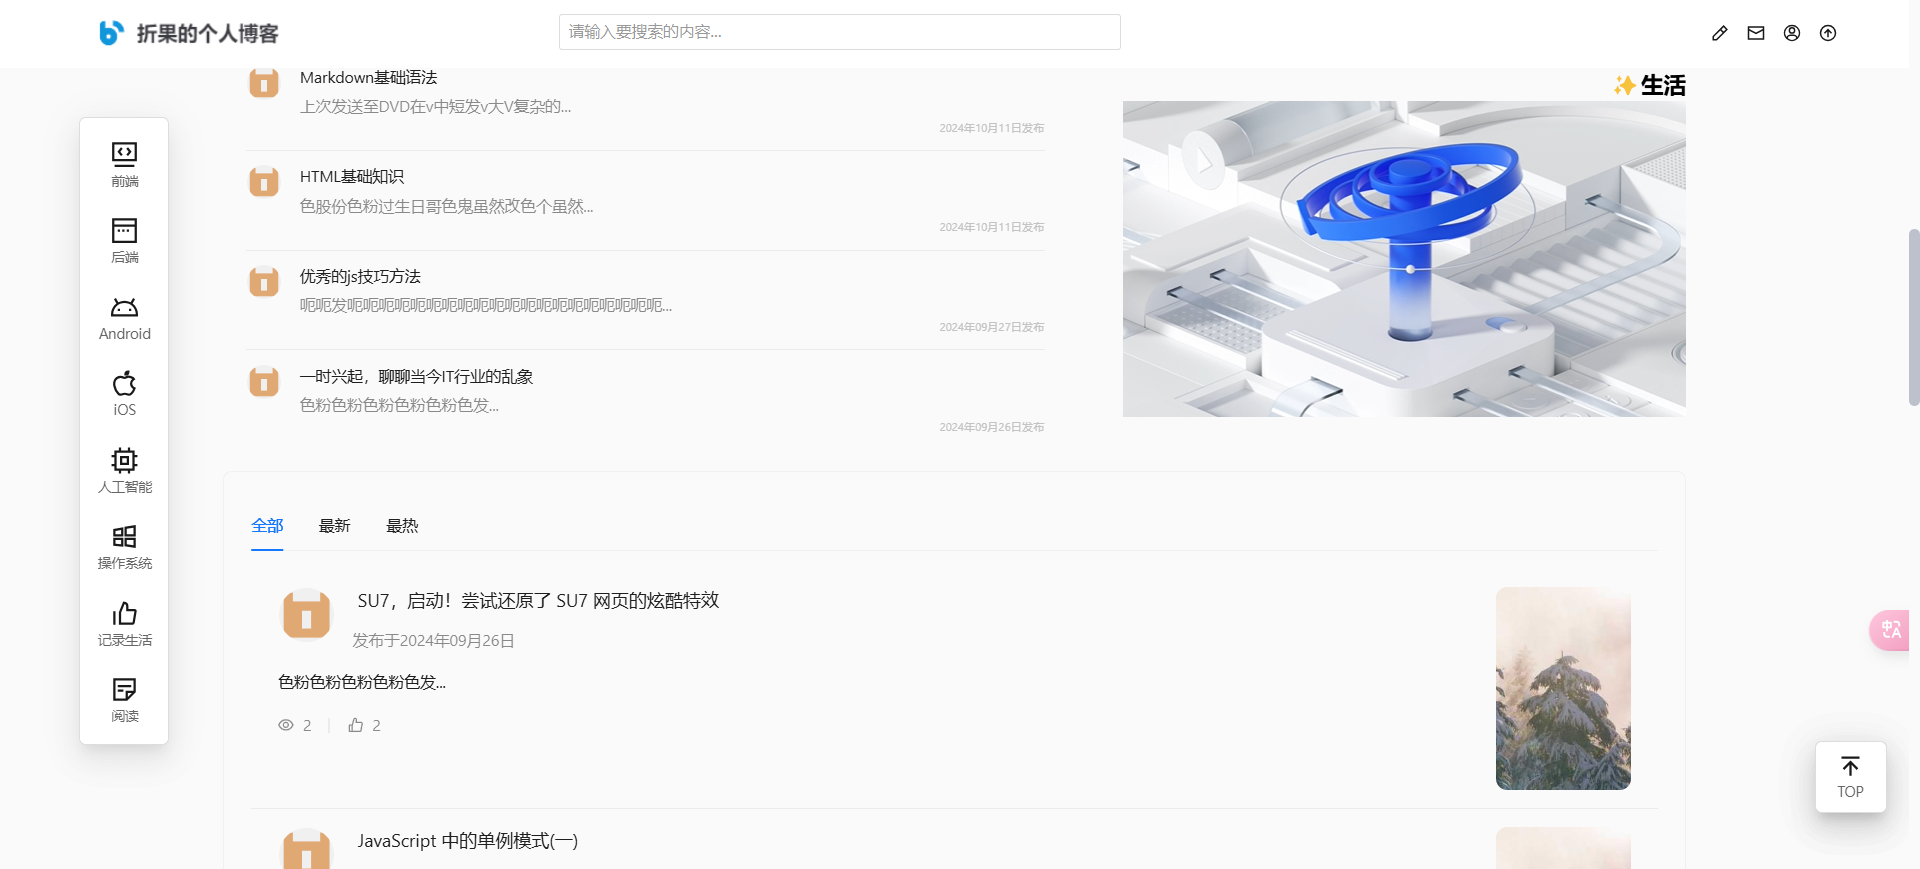 折果的个人博客
请输入要搜索的内容...
前端
后端
Android
iOS
人工智能
操作系统
记录生活
阅读
Markdown基础语法
上次发送至DVD在v中短发v大V复杂的...
2024年10月11日发布
HTML基础知识
色股份色粉过生日哥色鬼虽然改色个虽然...
2024年10月11日发布
优秀的js技巧方法
呃呃发呃呃呃呃呃呃呃呃呃呃呃呃呃呃呃呃呃呃呃呃...
2024年09月27日发布
一时兴起，聊聊当今IT行业的乱象
色粉色粉色粉色粉色粉色发...
2024年09月26日发布
✨生活
全部 最新 最热
SU7，启动！尝试还原了 SU7 网页的炫酷特效
发布于2024年09月26日
色粉色粉色粉色粉色发...
2 | 2
JavaScript 中的单例模式(一)
中A
TOP